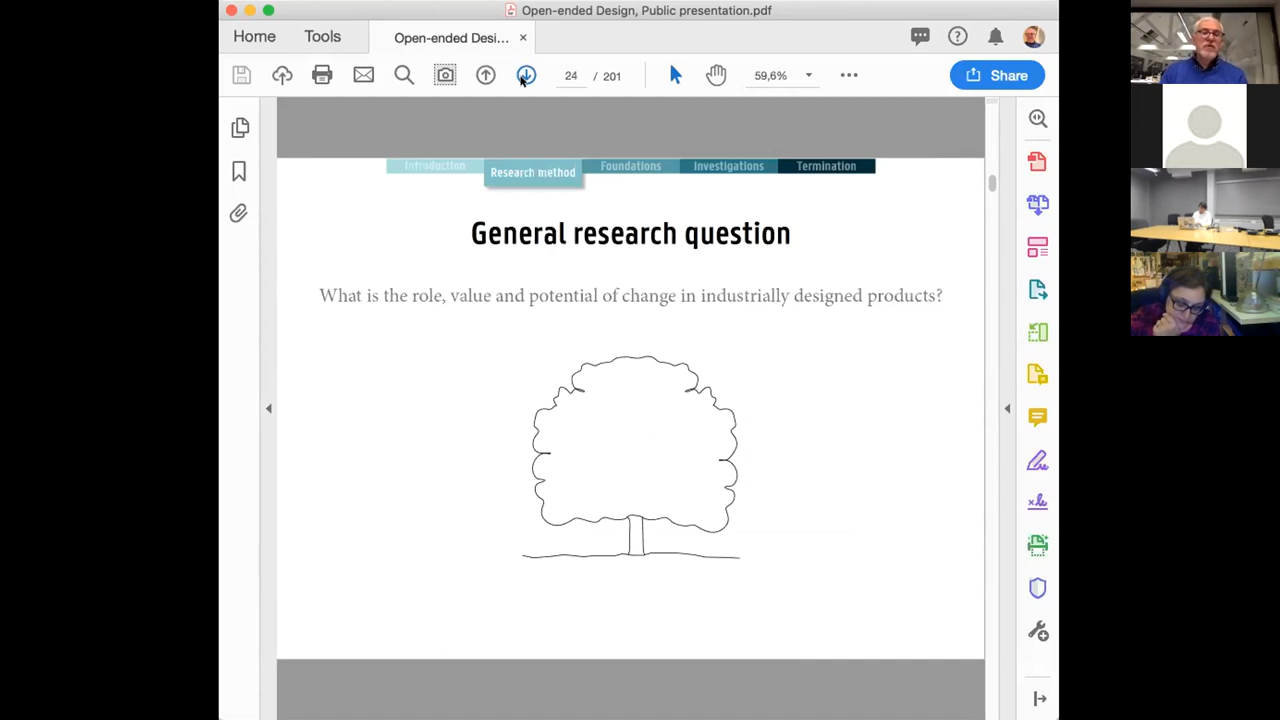 Open-ended Design, Public presentation.pdf
Home
Tools
Open-ended Desi...
24 / 201
59,6%
Share
Introduction
Research method
Foundations
Investigations
Termination
General research question
What is the role, value and potential of change in industrially designed products?